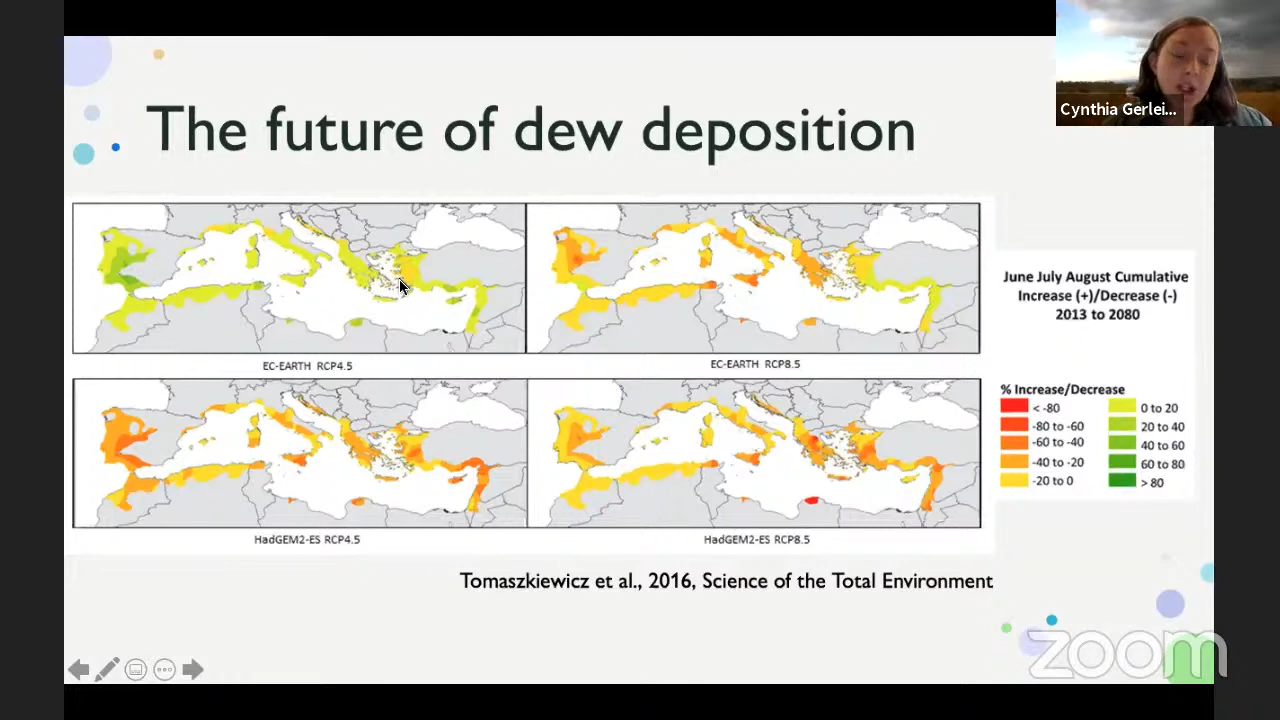 Cynthia Gerlei...
The future of dew deposition
EC-EARTH RCP4.5
EC-EARTH RCP8.5
HadGEM2-ES RCP4.5
HadGEM2-ES RCP8.5
June July August Cumulative
Increase (+)/Decrease (-)
2013 to 2080
% Increase/Decrease
< -80
-80 to -60
-60 to -40
-40 to -20
-20 to 0
0 to 20
20 to 40
40 to 60
60 to 80
> 80
Tomaszkiewicz et al., 2016, Science of the Total Environment
zoom